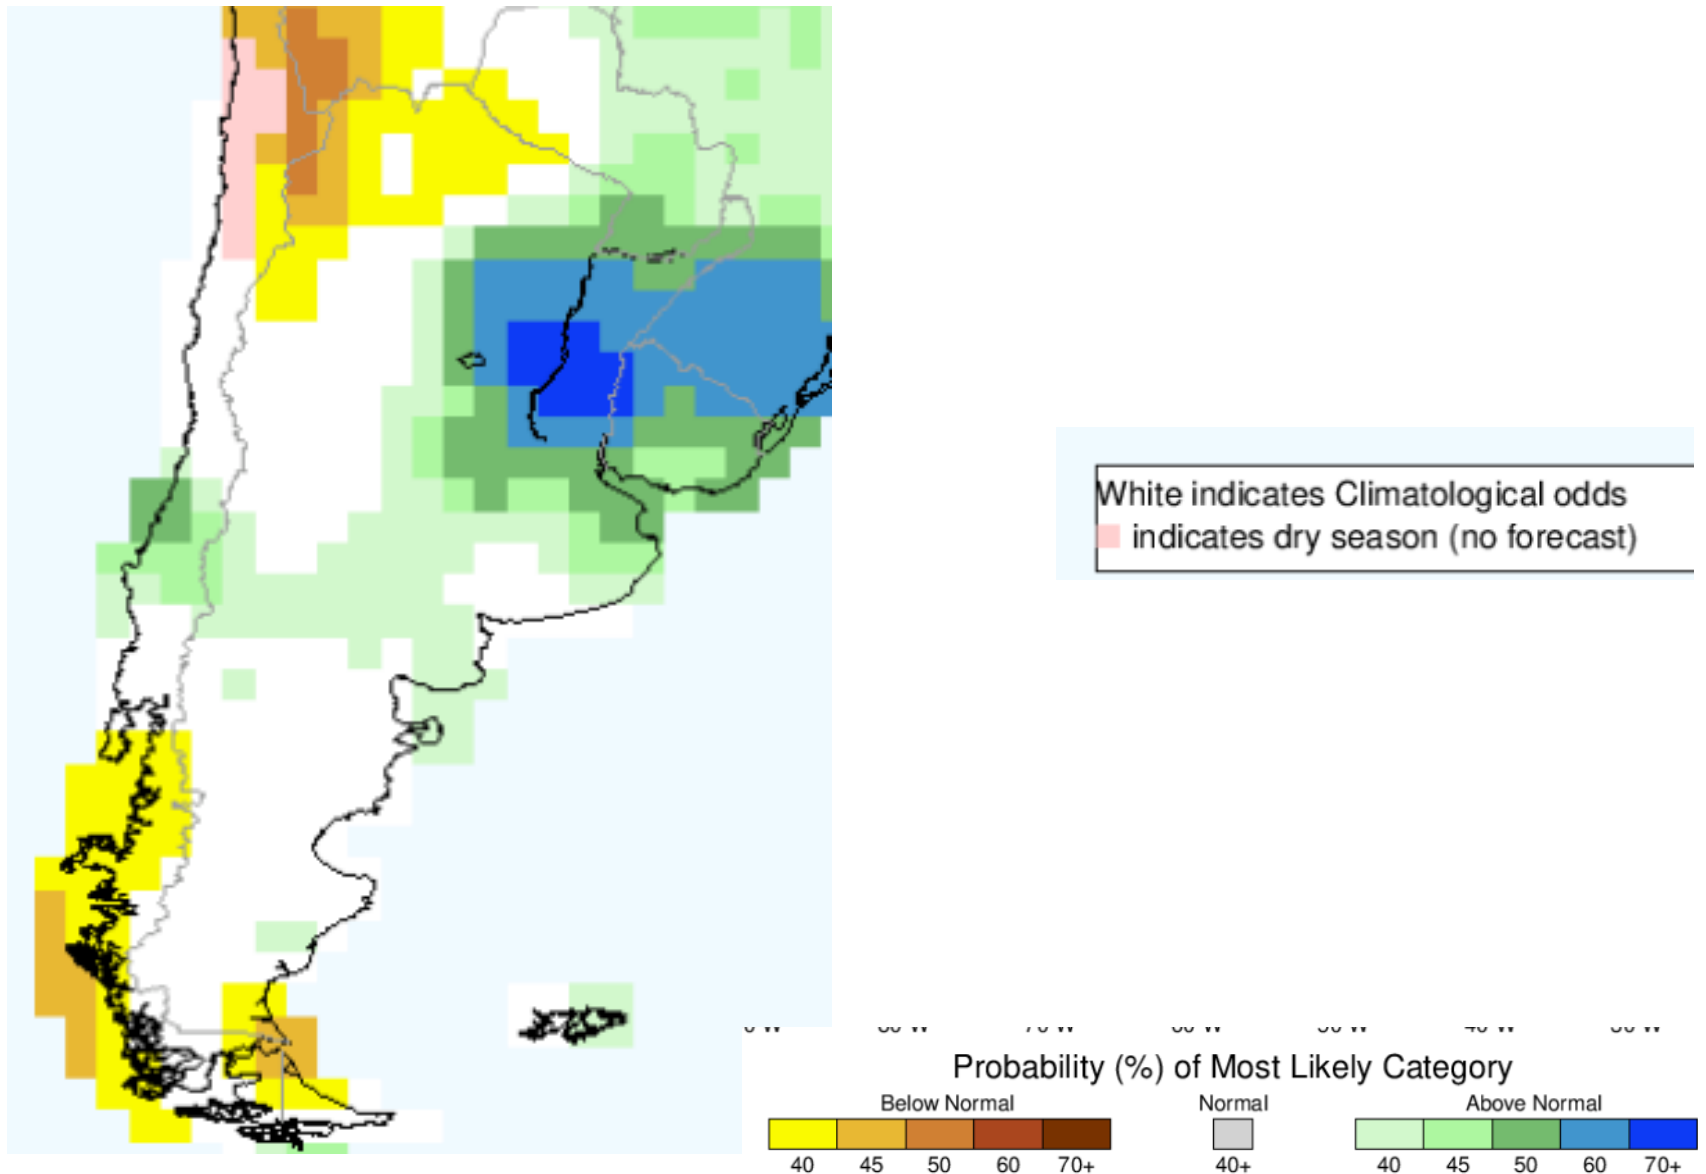 White indicates Climatological odds
indicates dry season (no forecast)
Probability (%) of Most Likely Category
Below Normal Normal Above Normal
40 45 50 60 70+ 40+ 40 45 50 60 70+